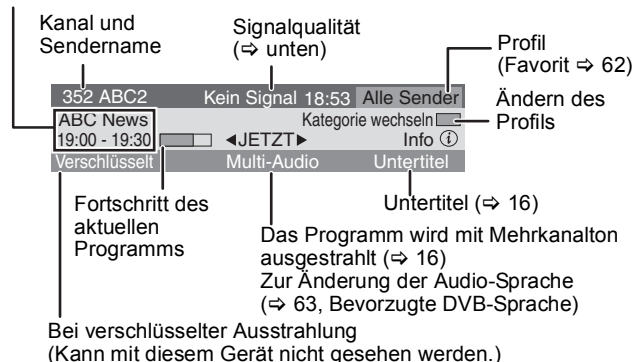 Kanal und
Sendername
Signalqualität
(⇨ unten)
Profil
(Favorit ⇨ 62)
352 ABC2 Kein Signal 18:53 Alle Sender
Ändern des
Profils
ABC News Kategorie wechseln
19:00 - 19:30 ◄JETZT► Info ⓘ
Verschlüsselt Multi-Audio Untertitel
Fortschritt des
aktuellen
Programms
Untertitel (⇨ 16)
Das Programm wird mit Mehrkanalton
ausgestrahlt (⇨ 16)
Zur Änderung der Audio-Sprache
(⇨ 63, Bevorzugte DVB-Sprache)
Bei verschlüsselter Ausstrahlung
(Kann mit diesem Gerät nicht gesehen werden.)